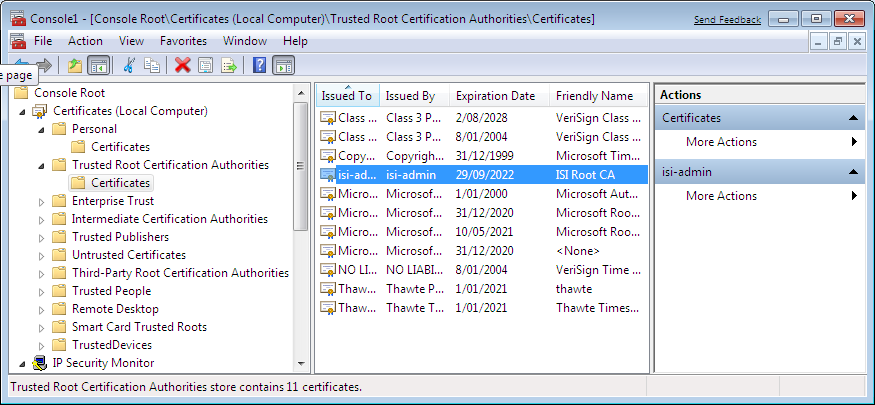 Console1 - [Console Root\Certificates (Local Computer)\Trusted Root Certification Authorities\Certificates]
Send Feedback
File Action View Favorites Window Help
e page
Console Root
Certificates (Local Computer)
Personal
Certificates
Trusted Root Certification Authorities
Certificates
Enterprise Trust
Intermediate Certification Authorities
Trusted Publishers
Untrusted Certificates
Third-Party Root Certification Authorities
Trusted People
Remote Desktop
Smart Card Trusted Roots
TrustedDevices
IP Security Monitor
Issued To Issued By Expiration Date Friendly Name
Class ... Class 3 P... 2/08/2028 VeriSign Class ...
Class ... Class 3 P... 8/01/2004 VeriSign Class ...
Copy... Copyrigh... 31/12/1999 Microsoft Tim...
isi-ad... isi-admin 29/09/2022 ISI Root CA
Micro... Microsof... 1/01/2000 Microsoft Aut...
Micro... Microsof... 31/12/2020 Microsoft Roo...
Micro... Microsof... 10/05/2021 Microsoft Roo...
Micro... Microsof... 31/12/2020 <None>
NO LI... NO LIABI... 8/01/2004 VeriSign Time ...
Thaw... Thawte P... 1/01/2021 thawte
Thaw... Thawte T... 1/01/2021 Thawte Times...
Actions
Certificates
More Actions
isi-admin
More Actions
Trusted Root Certification Authorities store contains 11 certificates.